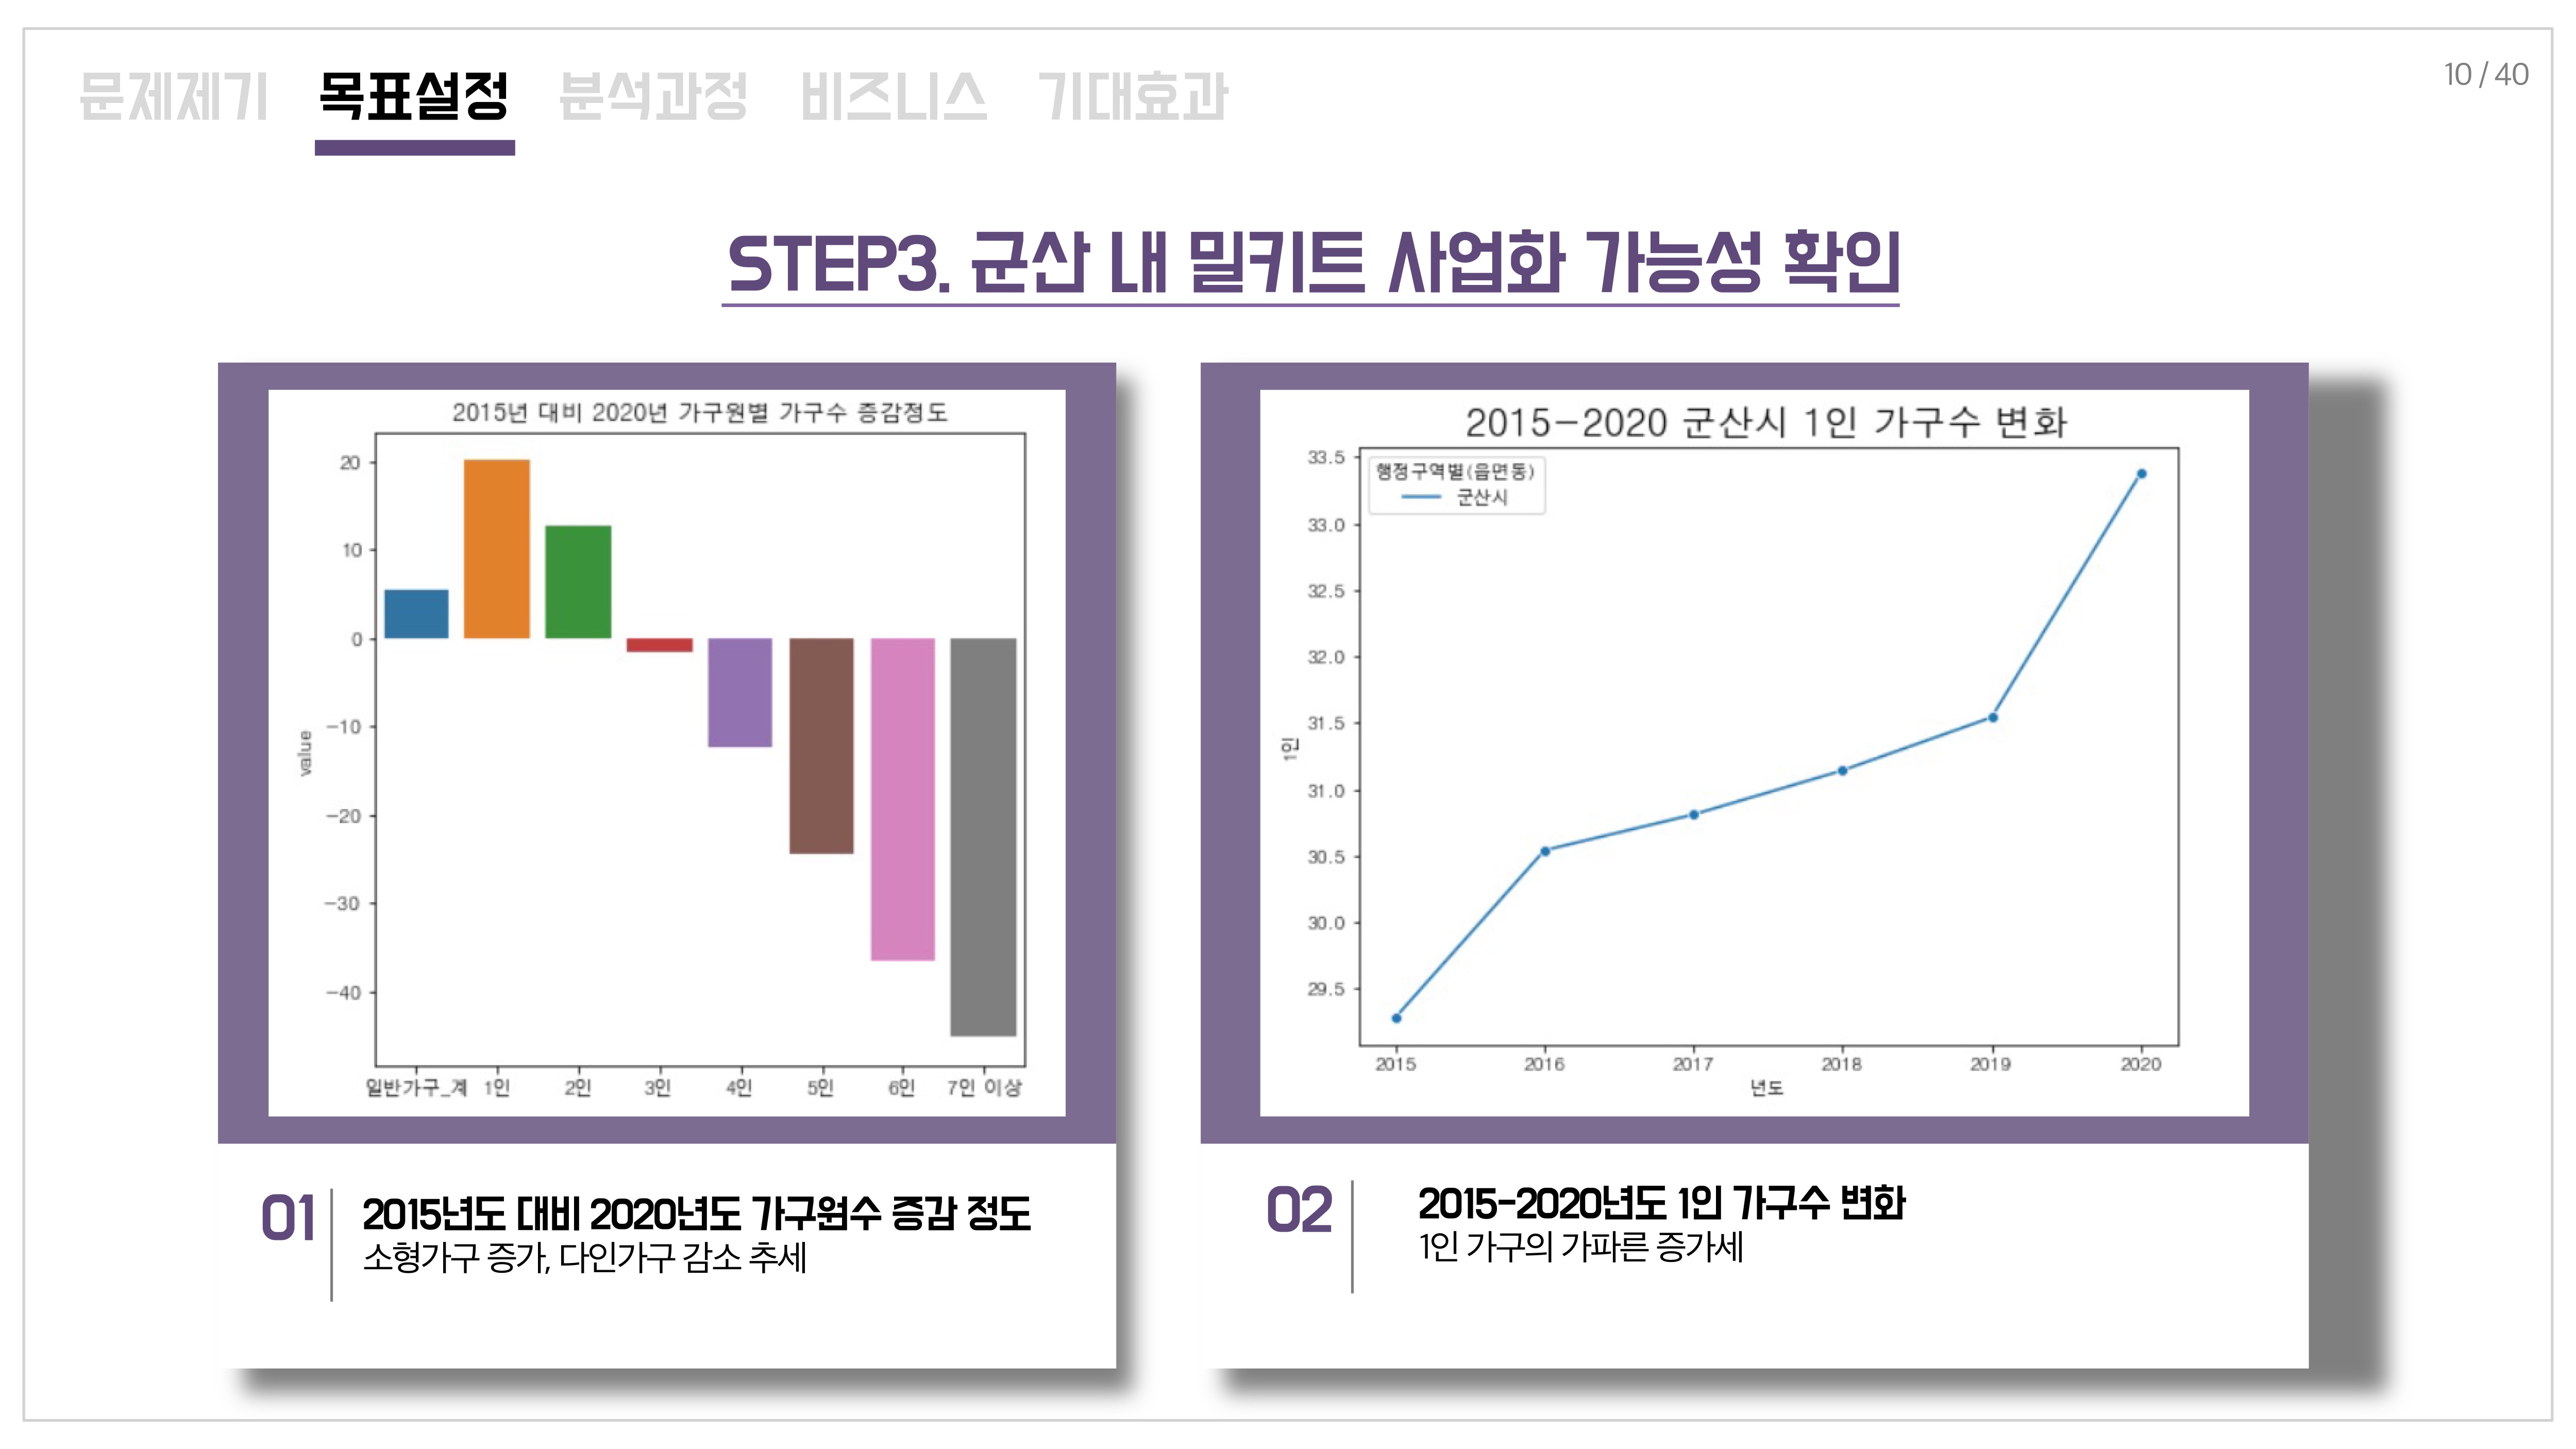 문제제기 목표설정 분석과정 비즈니스 기대효과
10 / 40
STEP3. 군산 내 밀키트 사업화 가능성 확인
2015년 대비 2020년 가구원별 가구수 증감정도
20
10
0
−10
−20
−30
−40
value
일반가구_계 1인 2인 3인 4인 5인 6인 7인 이상
2015−2020 군산시 1인 가구수 변화
행정구역별(읍면동)
군산시
33.5
33.0
32.5
32.0
31.5
31.0
30.5
30.0
29.5
1인
2015 2016 2017 2018 2019 2020
년도
01
2015년도 대비 2020년도 가구원수 증감 정도
소형가구 증가, 다인가구 감소 추세
02
2015-2020년도 1인 가구수 변화
1인 가구의 가파른 증가세